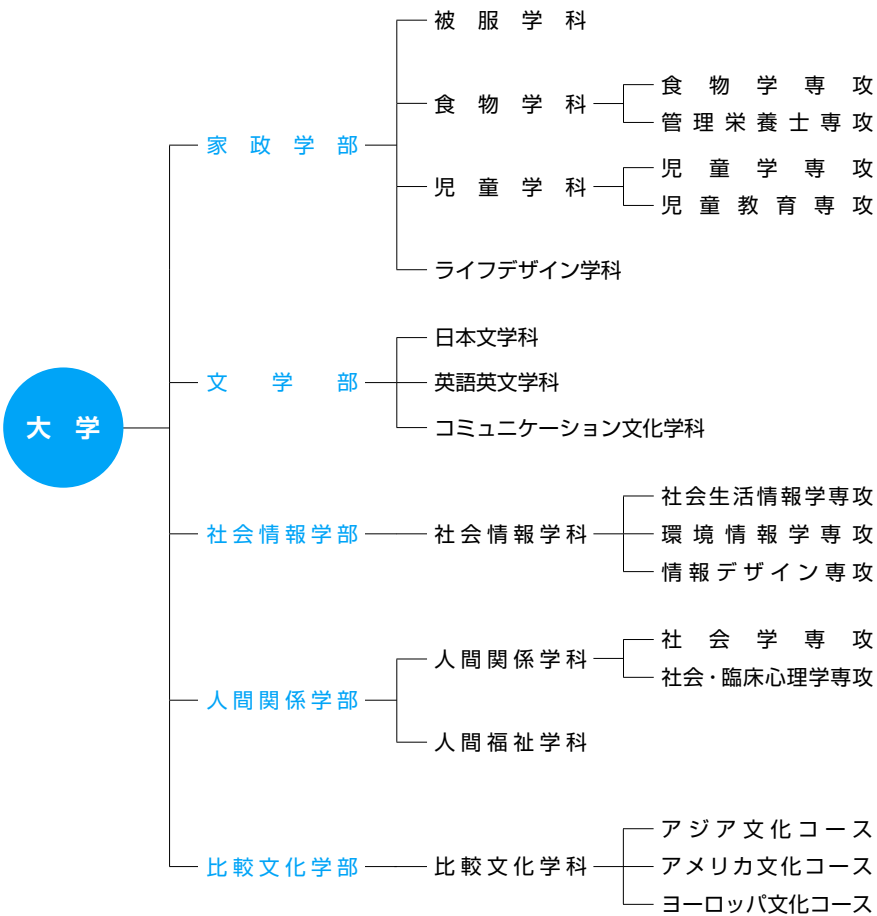 大学
家政学部
被服学科
食物学科
食物学専攻
管理栄養士専攻
児童学科
児童学専攻
児童教育専攻
ライフデザイン学科
文学部
日本文学科
英語英文学科
コミュニケーション文化学科
社会情報学部
社会情報学科
社会生活情報学専攻
環境情報学専攻
情報デザイン専攻
人間関係学部
人間関係学科
社会学専攻
社会・臨床心理学専攻
人間福祉学科
比較文化学部
比較文化学科
アジア文化コース
アメリカ文化コース
ヨーロッパ文化コース